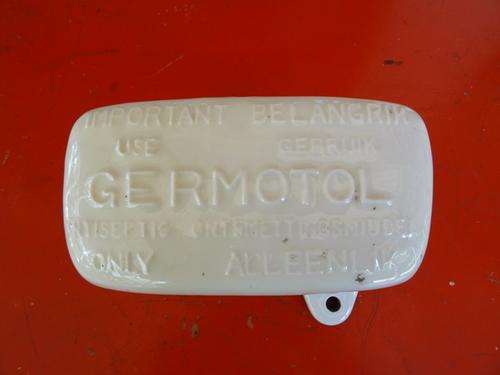 IMPORTANT BELANGRIK
USE GEBRUIK
GERMOTOL
ANTISEPTIC ONTSMETTINGSMIDDEL
ONLY ALLEENLIK